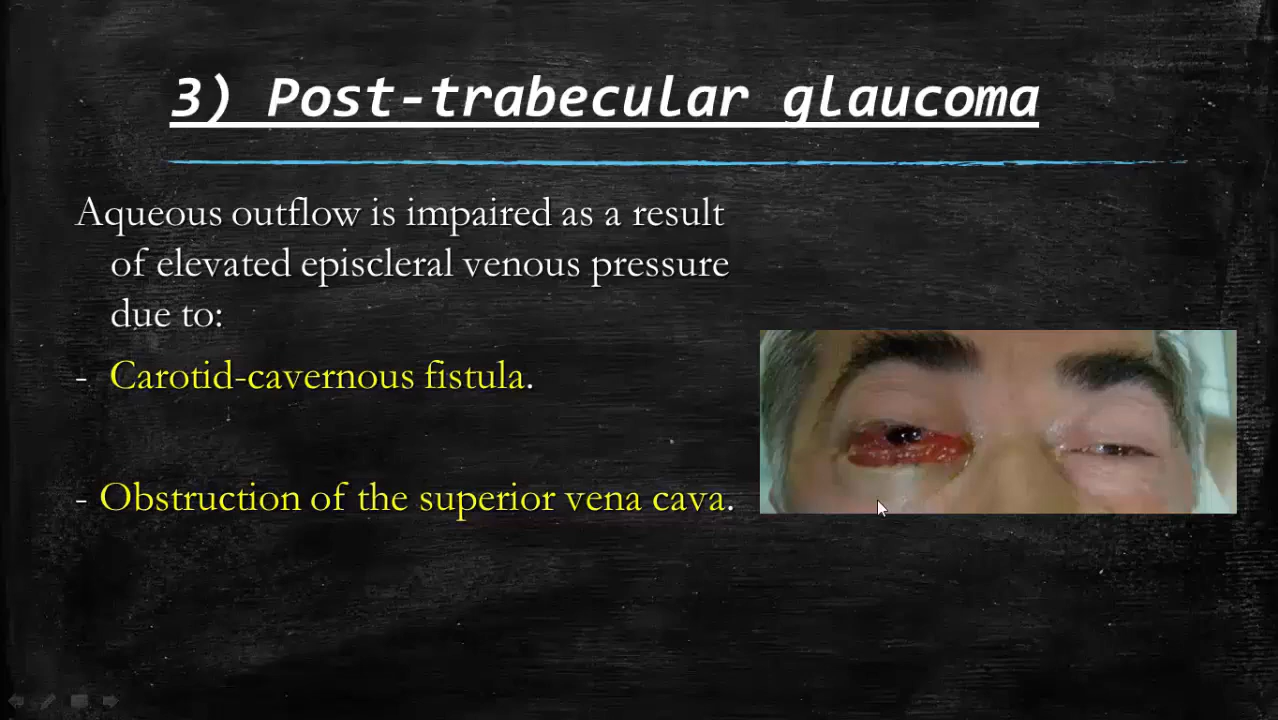 3) Post-trabecular glaucoma
Aqueous outflow is impaired as a result
of elevated episcleral venous pressure
due to:
- Carotid-cavernous fistula.
- Obstruction of the superior vena cava.